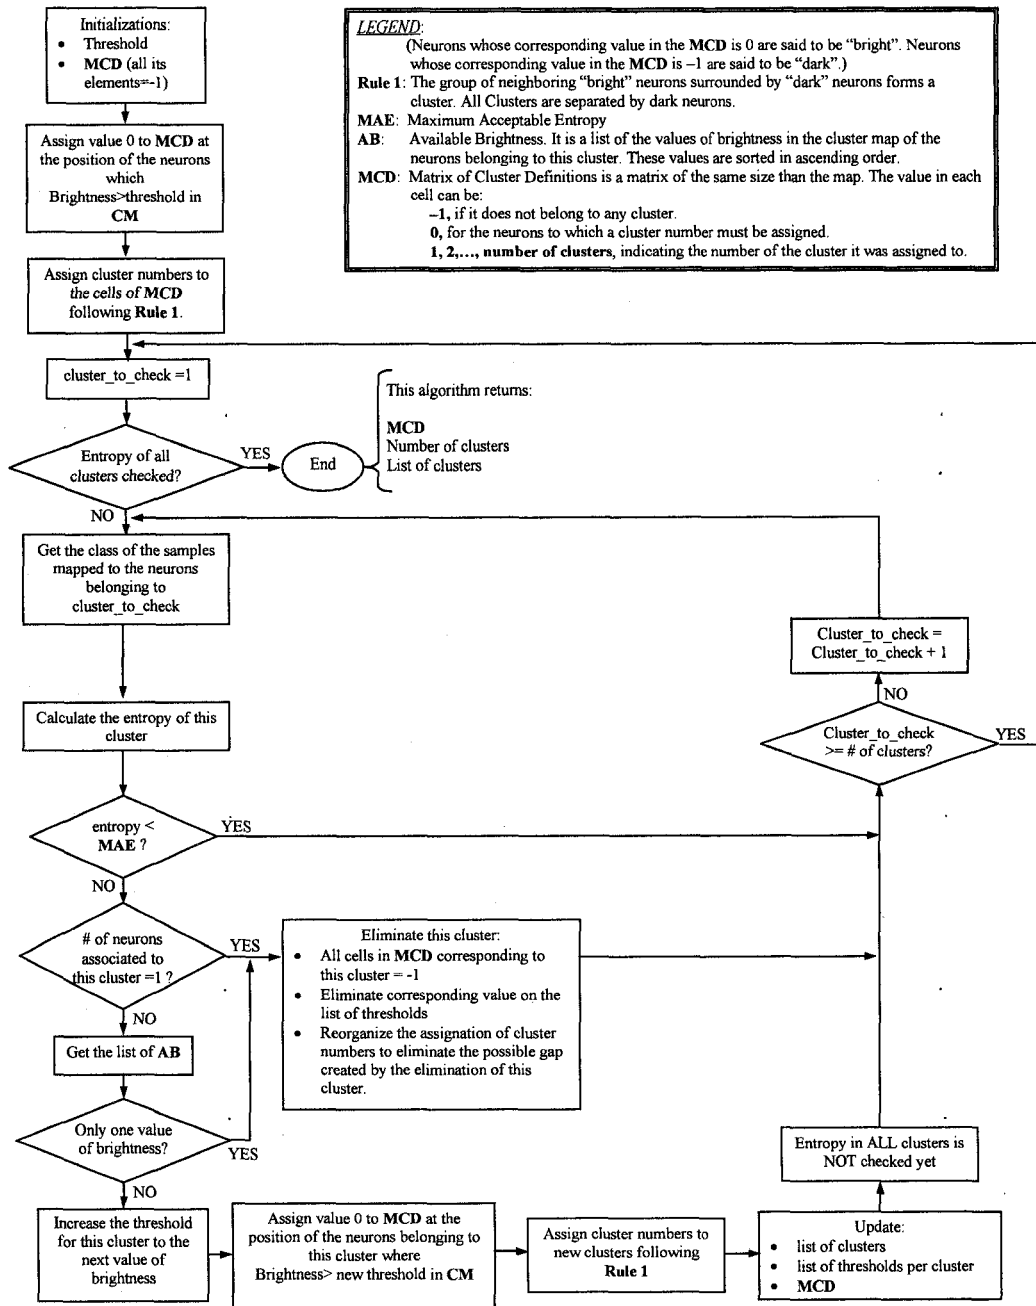 Initializations:
• Threshold
• MCD (all its
elements=-1)
Assign value 0 to MCD at
the position of the neurons
which
Brightness>threshold in
CM
Assign cluster numbers to
the cells of MCD
following Rule 1.
cluster_to_check =1
Entropy of all
clusters checked?
YES
End
This algorithm returns:
MCD
Number of clusters
List of clusters
NO
Get the class of the samples
mapped to the neurons
belonging to
cluster_to_check
Calculate the entropy of this
cluster
entropy <
MAE ?
YES
NO
# of neurons
associated to
this cluster =1 ?
YES
NO
Get the list of AB
Only one value
of brightness?
YES
NO
Increase the threshold
for this cluster to the
next value of
brightness
Eliminate this cluster:
• All cells in MCD corresponding to
this cluster = -1
• Eliminate corresponding value on the
list of thresholds
• Reorganize the assignation of cluster
numbers to eliminate the possible gap
created by the elimination of this
cluster.
Assign value 0 to MCD at the
position of the neurons belonging to
this cluster where
Brightness> new threshold in CM
Assign cluster numbers to
new clusters following
Rule 1
Update:
• list of clusters
• list of thresholds per cluster
• MCD
Entropy in ALL clusters is
NOT checked yet
Cluster_to_check
>= # of clusters?
YES
NO
Cluster_to_check =
Cluster_to_check + 1
LEGEND:
(Neurons whose corresponding value in the MCD is 0 are said to be “bright”. Neurons
whose corresponding value in the MCD is –1 are said to be “dark”.)
Rule 1: The group of neighboring “bright” neurons surrounded by “dark” neurons forms a
cluster. All Clusters are separated by dark neurons.
MAE: Maximum Acceptable Entropy
AB: Available Brightness. It is a list of the values of brightness in the cluster map of the
neurons belonging to this cluster. These values are sorted in ascending order.
MCD: Matrix of Cluster Definitions is a matrix of the same size than the map. The value in each
cell can be:
–1, if it does not belong to any cluster.
0, for the neurons to which a cluster number must be assigned.
1, 2,..., number of clusters, indicating the number of the cluster it was assigned to.